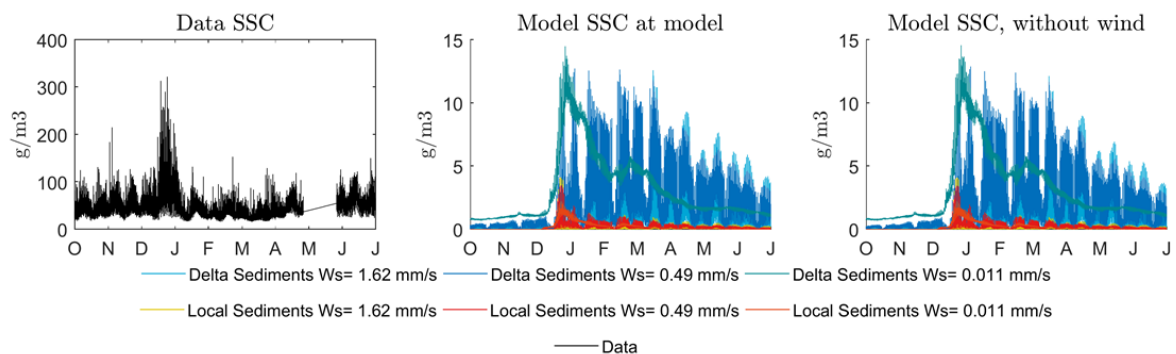 Data SSC
g/m3
400
300
200
100
0
O N D J F M A M J J
Model SSC at model
g/m3
15
10
5
0
O N D J F M A M J J
Model SSC, without wind
g/m3
15
10
5
0
O N D J F M A M J J
Delta Sediments Ws= 1.62 mm/s Delta Sediments Ws= 0.49 mm/s Delta Sediments Ws= 0.011 mm/s
Local Sediments Ws= 1.62 mm/s Local Sediments Ws= 0.49 mm/s Local Sediments Ws= 0.011 mm/s
Data